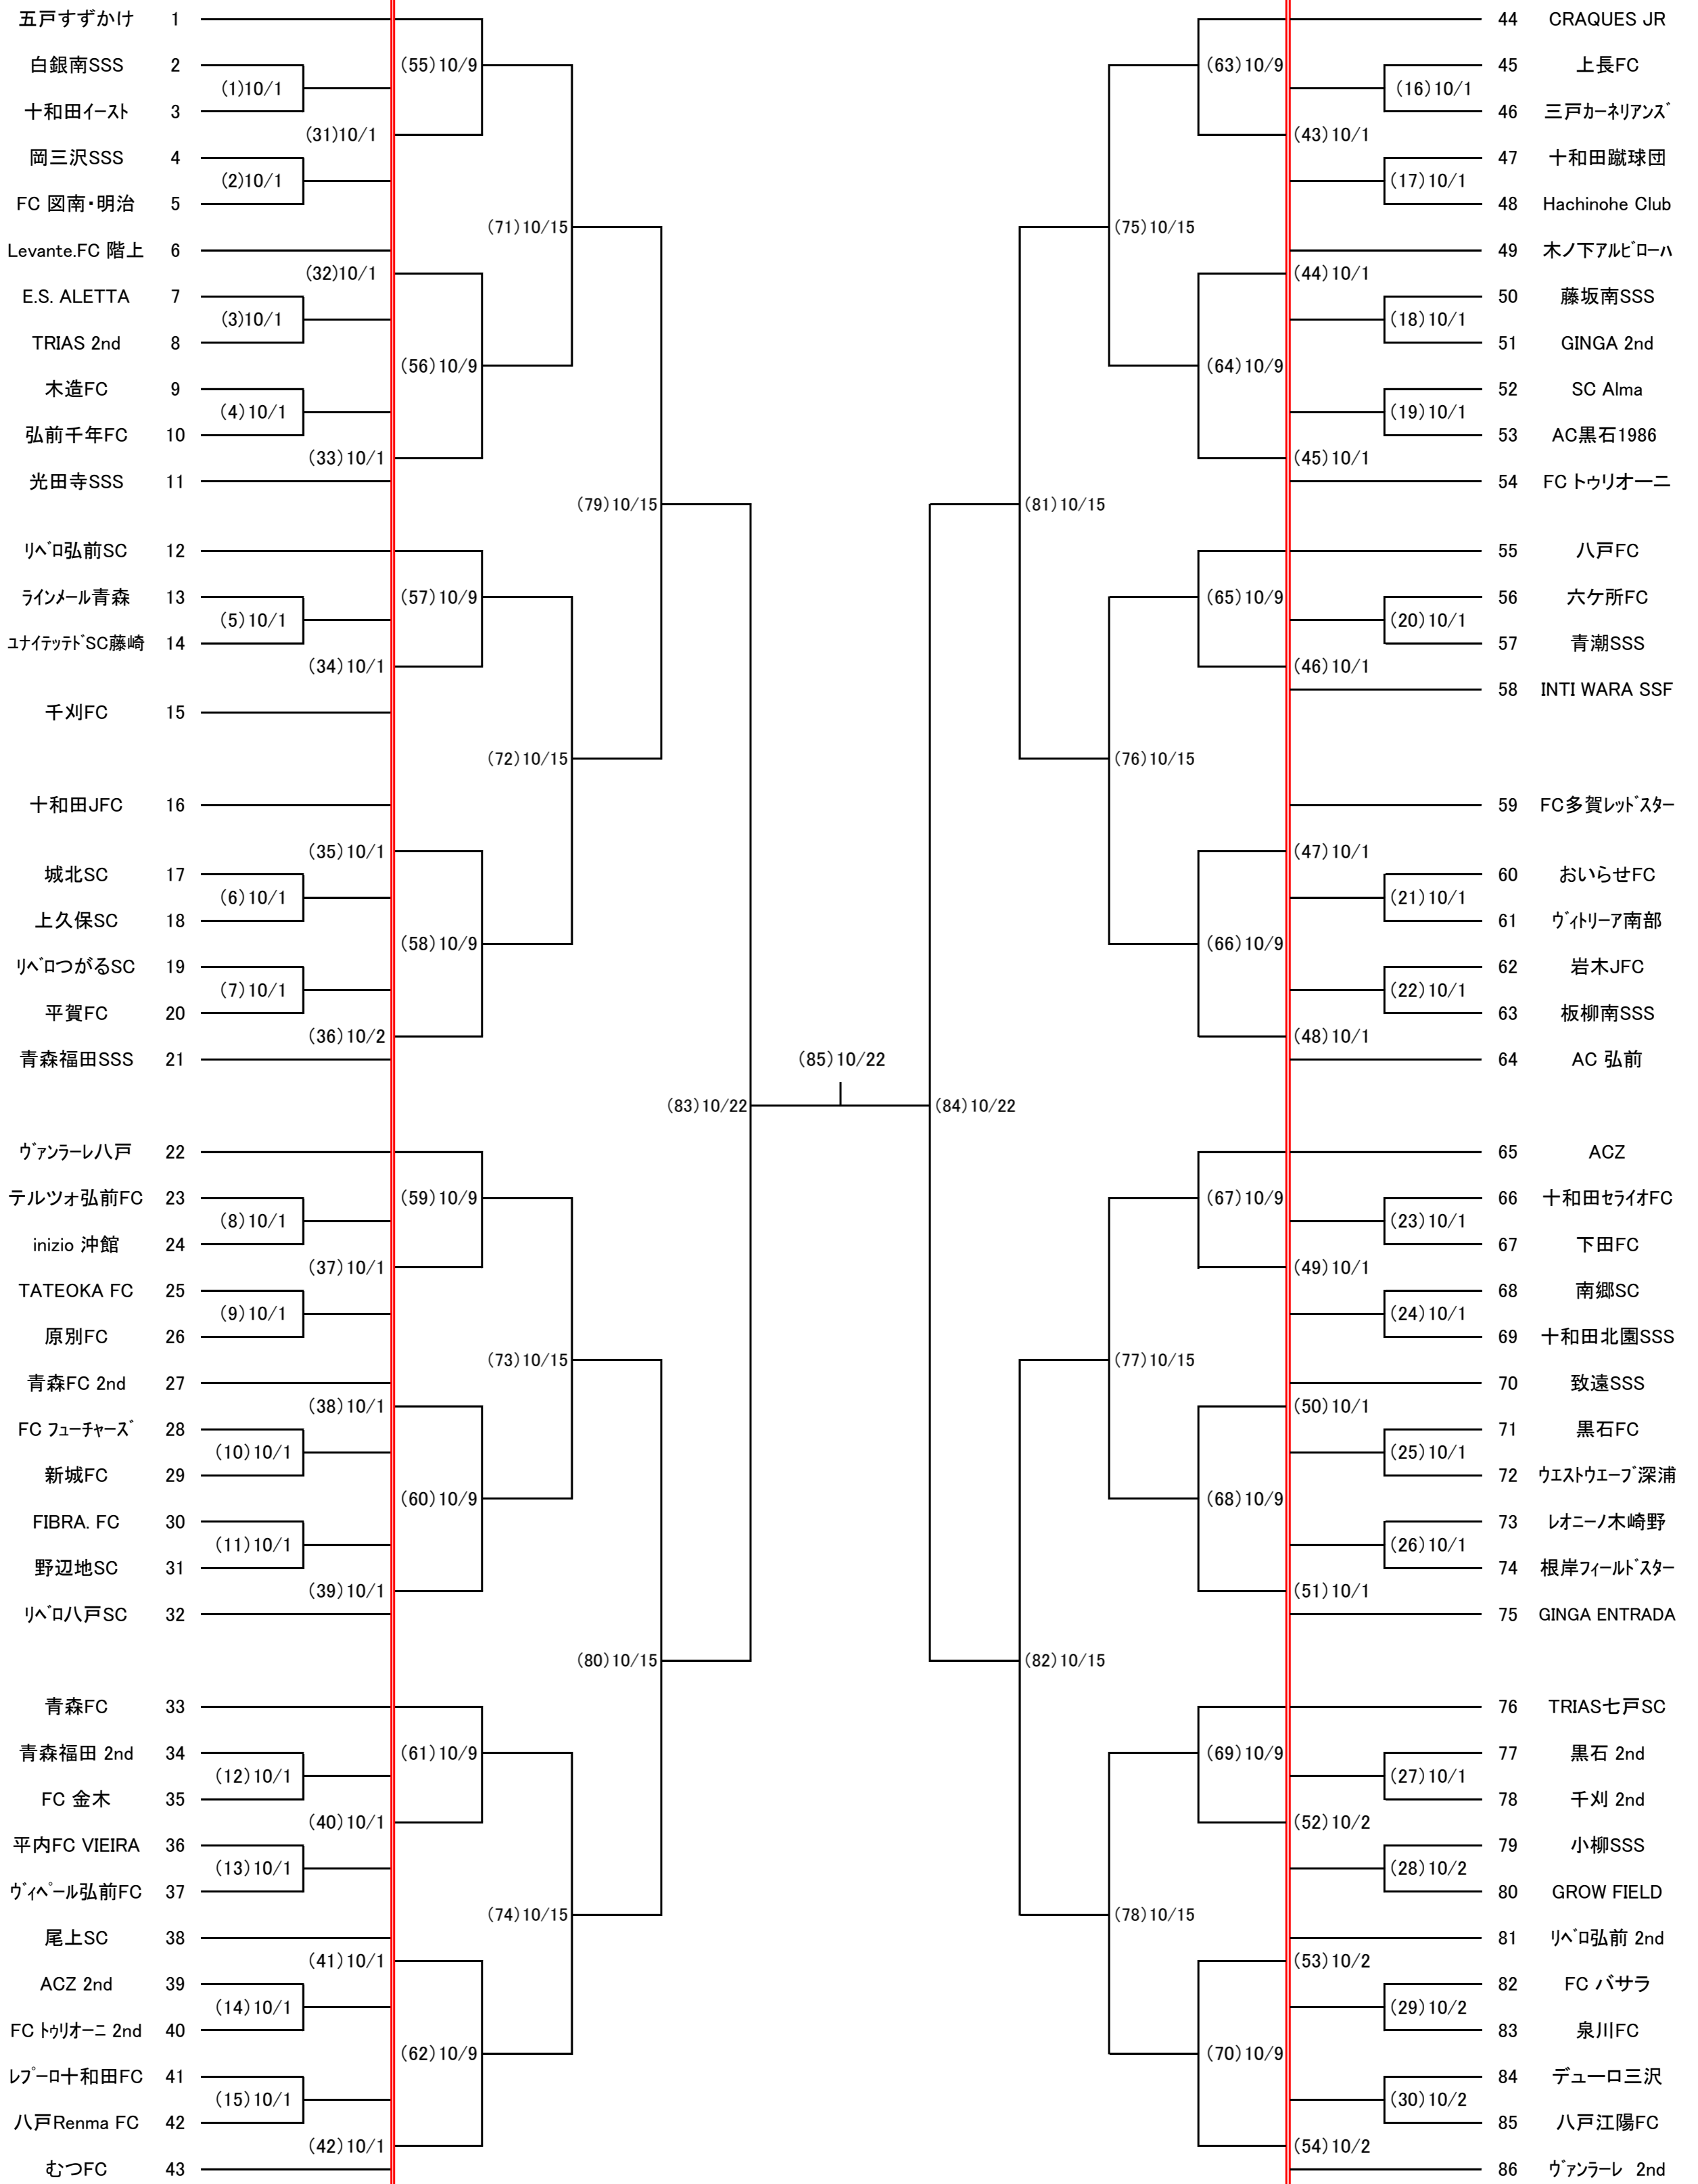 五戸すずかけ 1
白銀南SSS 2
(1)10/1
十和田イースト 3
(55)10/9
(31)10/1
岡三沢SSS 4
(2)10/1
FC 図南・明治 5
(71)10/15
Levante.FC 階上 6
(32)10/1
E.S. ALETTA 7
(3)10/1
TRIAS 2nd 8
(56)10/9
木造FC 9
(4)10/1
弘前千年FC 10
(33)10/1
光田寺SSS 11
(79)10/15
リベロ弘前SC 12
ラインメール青森 13
(57)10/9
(5)10/1
ユナイテッテドSC藤崎 14
(34)10/1
千刈FC 15
(72)10/15
十和田JFC 16
(35)10/1
城北SC 17
(6)10/1
上久保SC 18
(58)10/9
リベロつがるSC 19
(7)10/1
平賀FC 20
(36)10/2
青森福田SSS 21
(83)10/22
ヴァンラーレ八戸 22
テルツォ弘前FC 23
(59)10/9
(8)10/1
inizio 沖館 24
(37)10/1
TATEOKA FC 25
(9)10/1
原別FC 26
(73)10/15
青森FC 2nd 27
(38)10/1
FC フューチャーズ 28
(10)10/1
新城FC 29
(60)10/9
FIBRA. FC 30
(11)10/1
野辺地SC 31
(39)10/1
リベロ八戸SC 32
(80)10/15
青森FC 33
青森福田 2nd 34
(61)10/9
(12)10/1
FC 金木 35
(40)10/1
平内FC VIEIRA 36
(13)10/1
ヴィペール弘前FC 37
(74)10/15
尾上SC 38
(41)10/1
ACZ 2nd 39
(14)10/1
FC トゥリオーニ 2nd 40
(62)10/9
レプーロ十和田FC 41
(15)10/1
八戸Renma FC 42
(42)10/1
むつFC 43
(85)10/22
44 CRAQUES JR
45 上長FC
(63)10/9
(16)10/1
46 三戸カーネリアンズ
(43)10/1
47 十和田蹴球団
(17)10/1
48 Hachinohe Club
(75)10/15
49 木ノ下アルビローハ
(44)10/1
50 藤坂南SSS
(18)10/1
51 GINGA 2nd
(64)10/9
52 SC Alma
(19)10/1
53 AC黒石1986
(45)10/1
54 FC トゥリオーニ
(81)10/15
55 八戸FC
56 六ケ所FC
(65)10/9
(20)10/1
57 青潮SSS
(46)10/1
58 INTI WARA SSF
(76)10/15
59 FC多賀レッドスター
(47)10/1
60 おいらせFC
(21)10/1
61 ヴィトリーア南部
(66)10/9
62 岩木JFC
(22)10/1
63 板柳南SSS
(48)10/1
64 AC 弘前
(84)10/22
65 ACZ
66 十和田セライオFC
(67)10/9
(23)10/1
67 下田FC
(49)10/1
68 南郷SC
(24)10/1
69 十和田北園SSS
(77)10/15
70 致遠SSS
(50)10/1
71 黒石FC
(25)10/1
72 ウエストウエーブ深浦
(68)10/9
73 レオニーノ木崎野
(26)10/1
74 根岸フィールドスター
(51)10/1
75 GINGA ENTRADA
(82)10/15
76 TRIAS七戸SC
77 黒石 2nd
(69)10/9
(27)10/1
78 千刈 2nd
(52)10/2
79 小柳SSS
(28)10/2
80 GROW FIELD
(78)10/15
81 リベロ弘前 2nd
(53)10/2
82 FC バサラ
(29)10/2
83 泉川FC
(70)10/9
84 デューロ三沢
(30)10/2
85 八戸江陽FC
(54)10/2
86 ヴァンラーレ 2nd